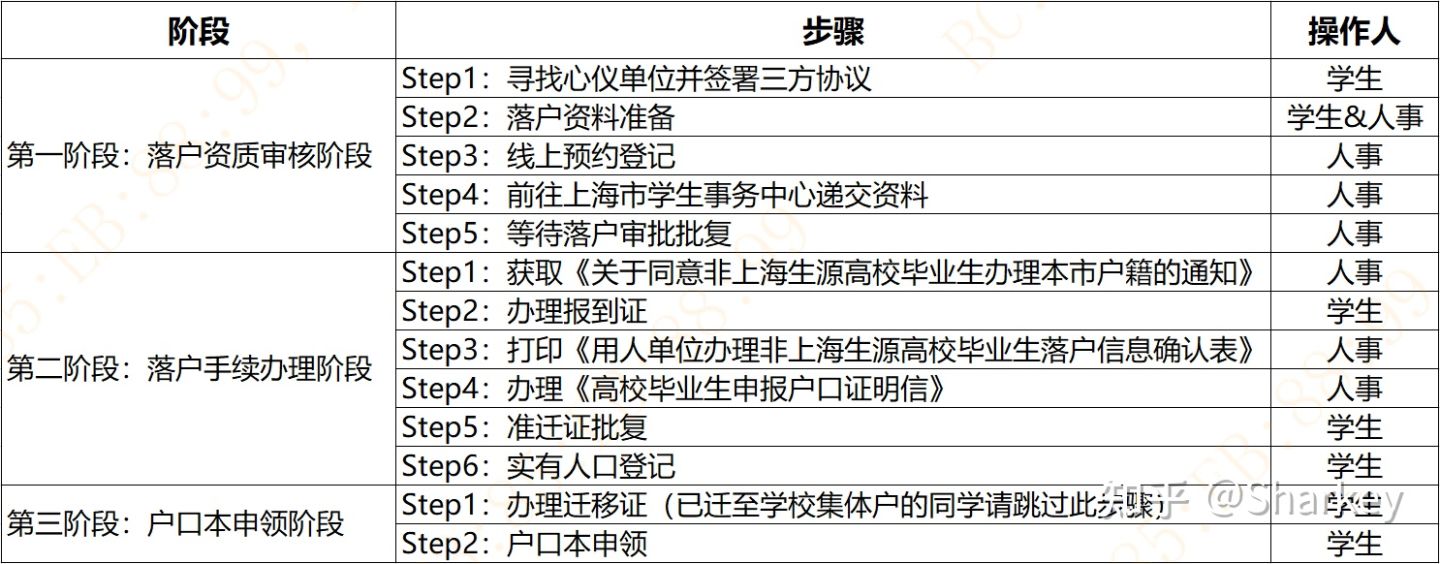 阶段 步骤 操作人
Step1：寻找心仪单位并签署三方协议 学生
Step2：落户资料准备 学生&人事
第一阶段：落户资质审核阶段 Step3：线上预约登记 人事
Step4：前往上海市学生事务中心递交资料 人事
Step5：等待落户审批批复 人事
Step1：获取《关于同意非上海生源高校毕业生办理本市户籍的通知》 人事
Step2：办理报到证 学生
第二阶段：落户手续办理阶段 Step3：打印《用人单位办理非上海生源高校毕业生落户信息确认表》 人事
Step4：办理《高校毕业生申报户口证明信》 人事
Step5：准迁证批复 学生
Step6：实有人口登记 学生
第三阶段：户口本申领阶段 Step1：办理迁移证（已迁至学校集体户的同学请跳过此步骤） 学生
Step2：户口本申领 学生
知乎 @Sharkey